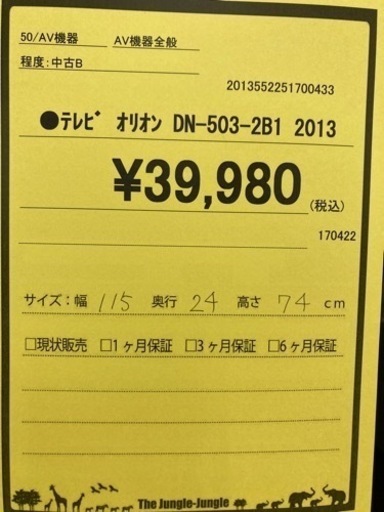 50/AV機器 AV機器全般
程度:中古B
2013552251700433
●ﾃﾚﾋﾞ オリオン DN-503-2B1 2013
¥39,980
(税込)
170422
サイズ:幅 115 奥行 24 高さ 74 cm
□現状販売 □1ヶ月保証 □3ヶ月保証 □6ヶ月保証
The Jungle-Jungle